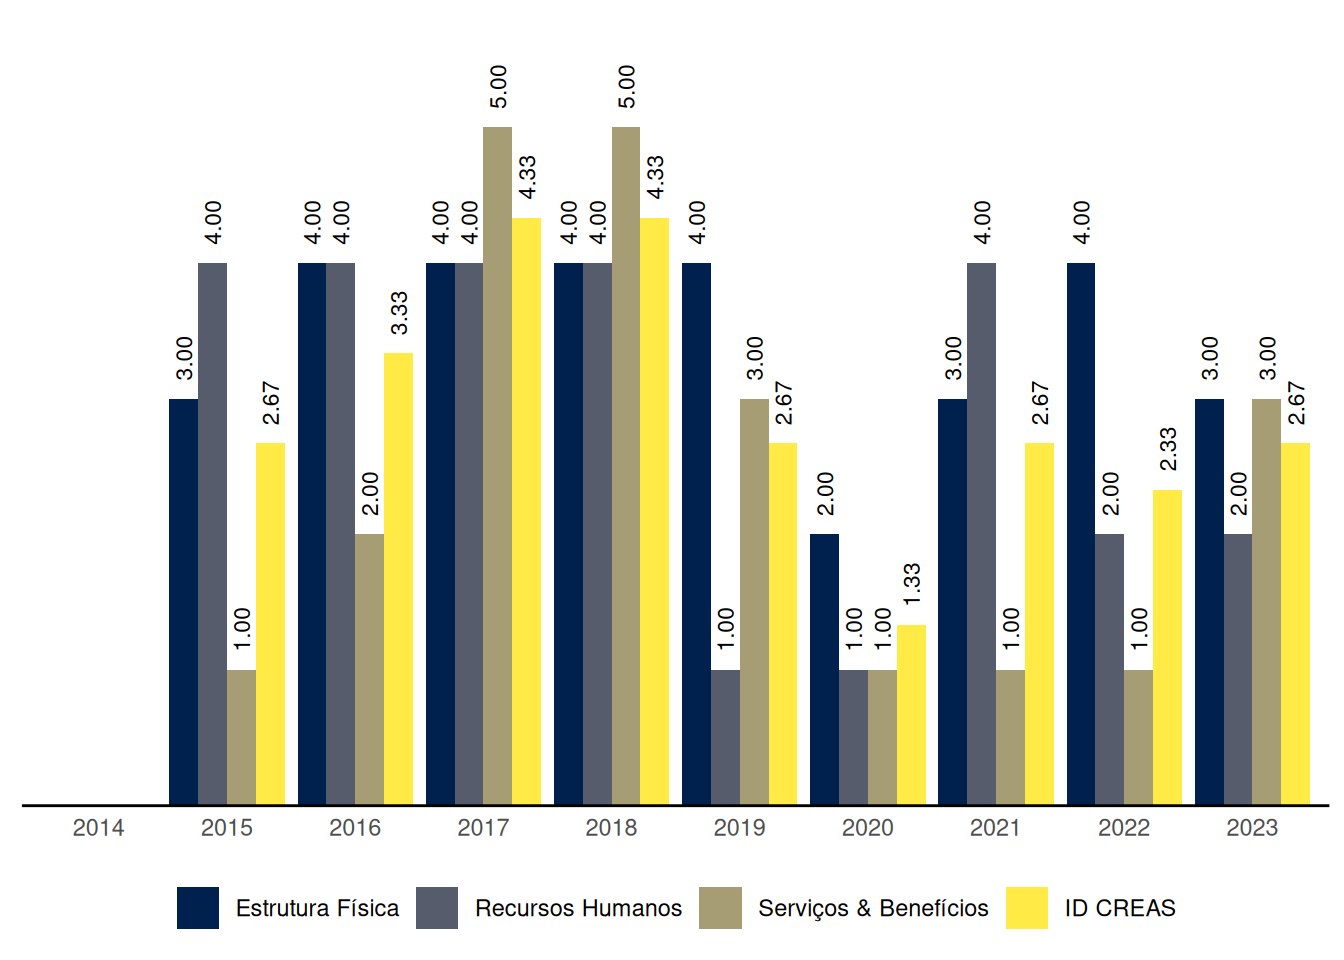 5.00 5.00
4.33 4.33
4.00 4.00 4.00 4.00 4.00 4.00 4.00 4.00 4.00 4.00
3.33
3.00 3.00 3.00 3.00 3.00
2.67 2.67 2.67 2.67
2.33
2.00 2.00 2.00 2.00
1.33
1.00 1.00 1.00 1.00 1.00 1.00
2014 2015 2016 2017 2018 2019 2020 2021 2022 2023
Estrutura Física Recursos Humanos Serviços & Benefícios ID CREAS